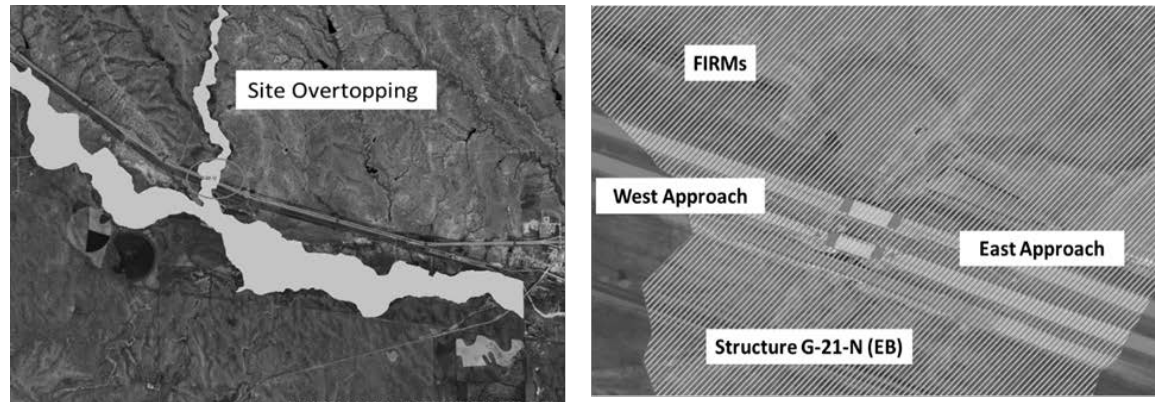 Site Overtopping
FIRMs
West Approach
East Approach
Structure G-21-N (EB)